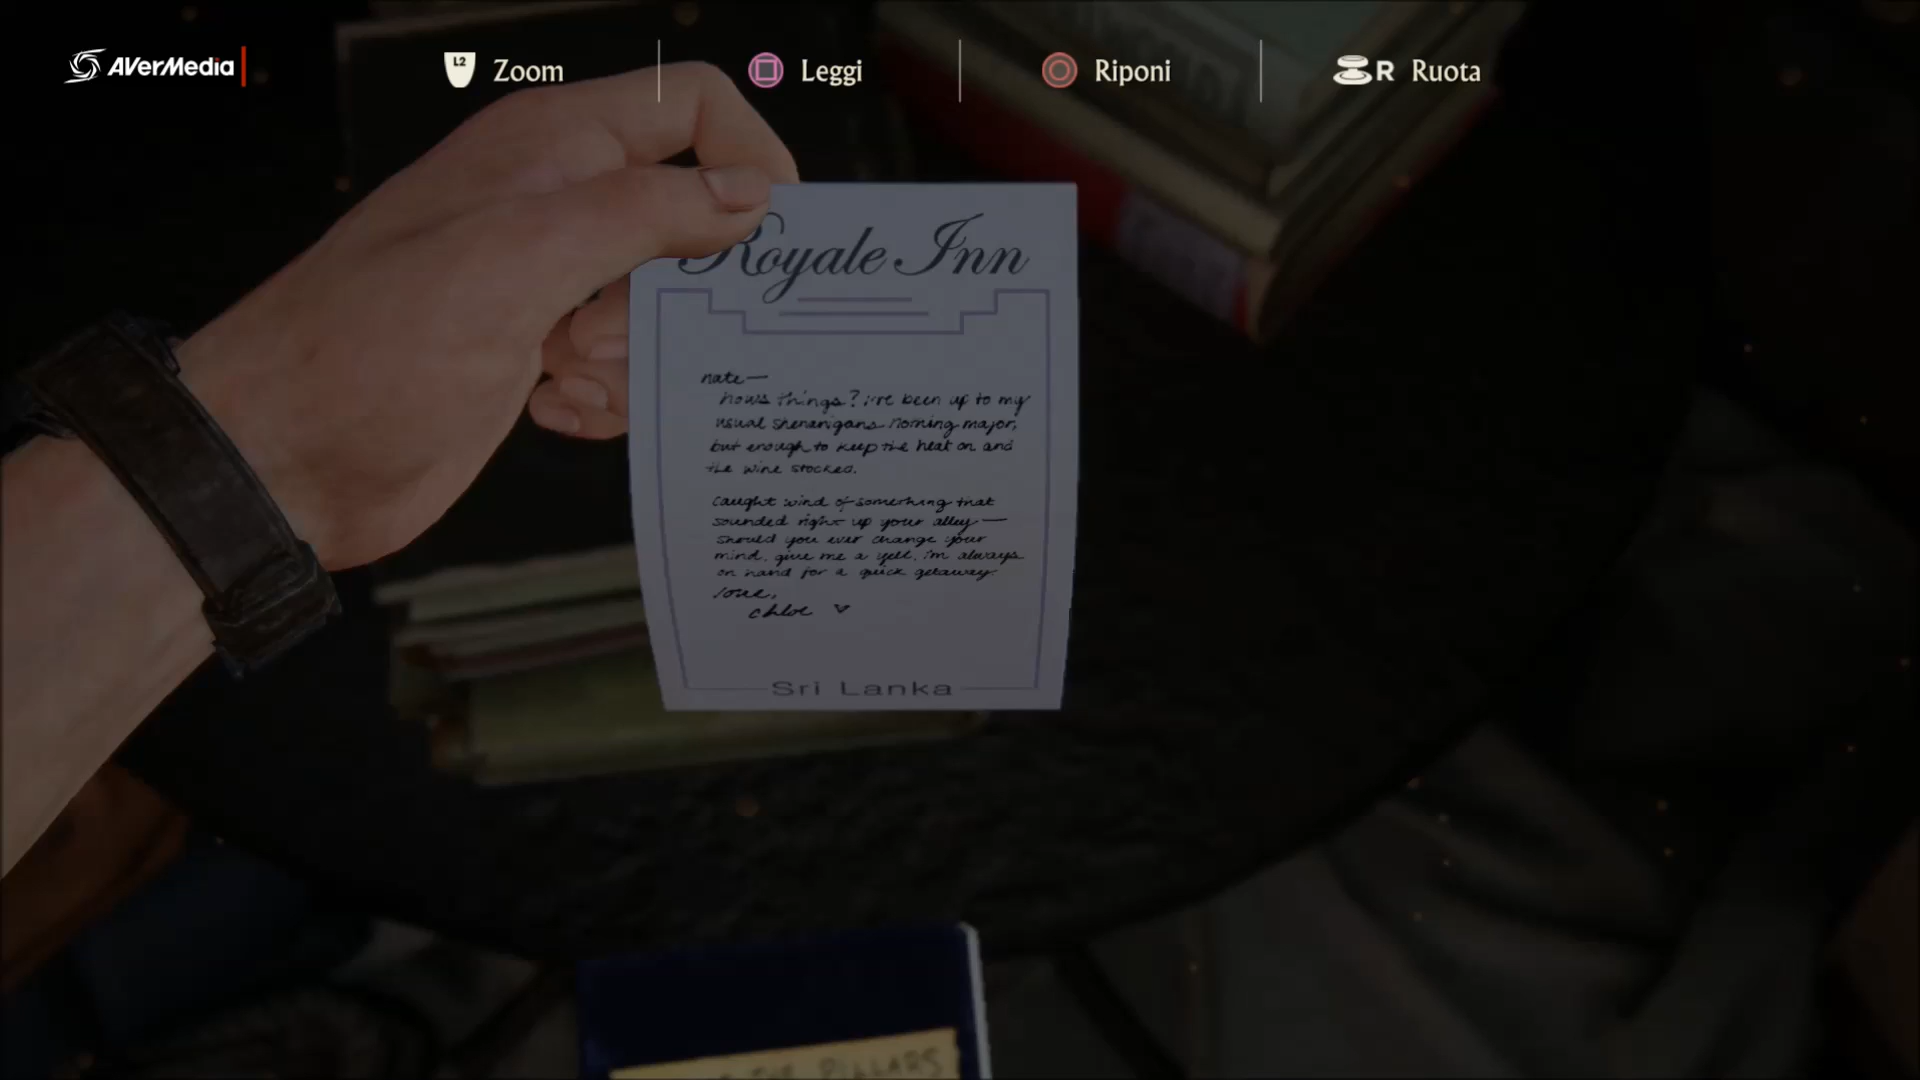 AVerMedia
L2 Zoom
Leggi
Riponi
R Ruota
Royale Inn
nate—
hows things? i've been up to my
usual shenanigans. Nothing major,
but enough to keep the heat on and
the wine stocked.
Caught wind of something that
sounded right up your alley—
should you ever change your
mind, give me a yell. i'm always
on hand for a quick getaway.
love,
chloe
Sri Lanka
PILLARS